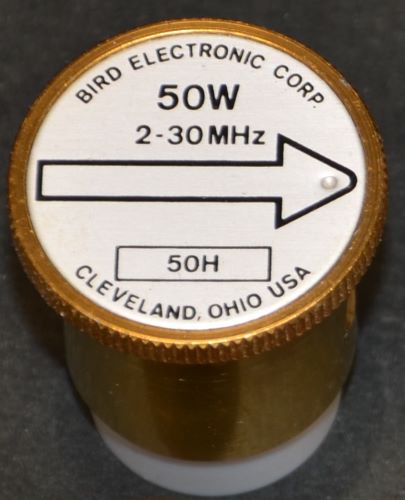 BIRD ELECTRONIC CORP.
50W
2-30MHz
50H
CLEVELAND, OHIO USA